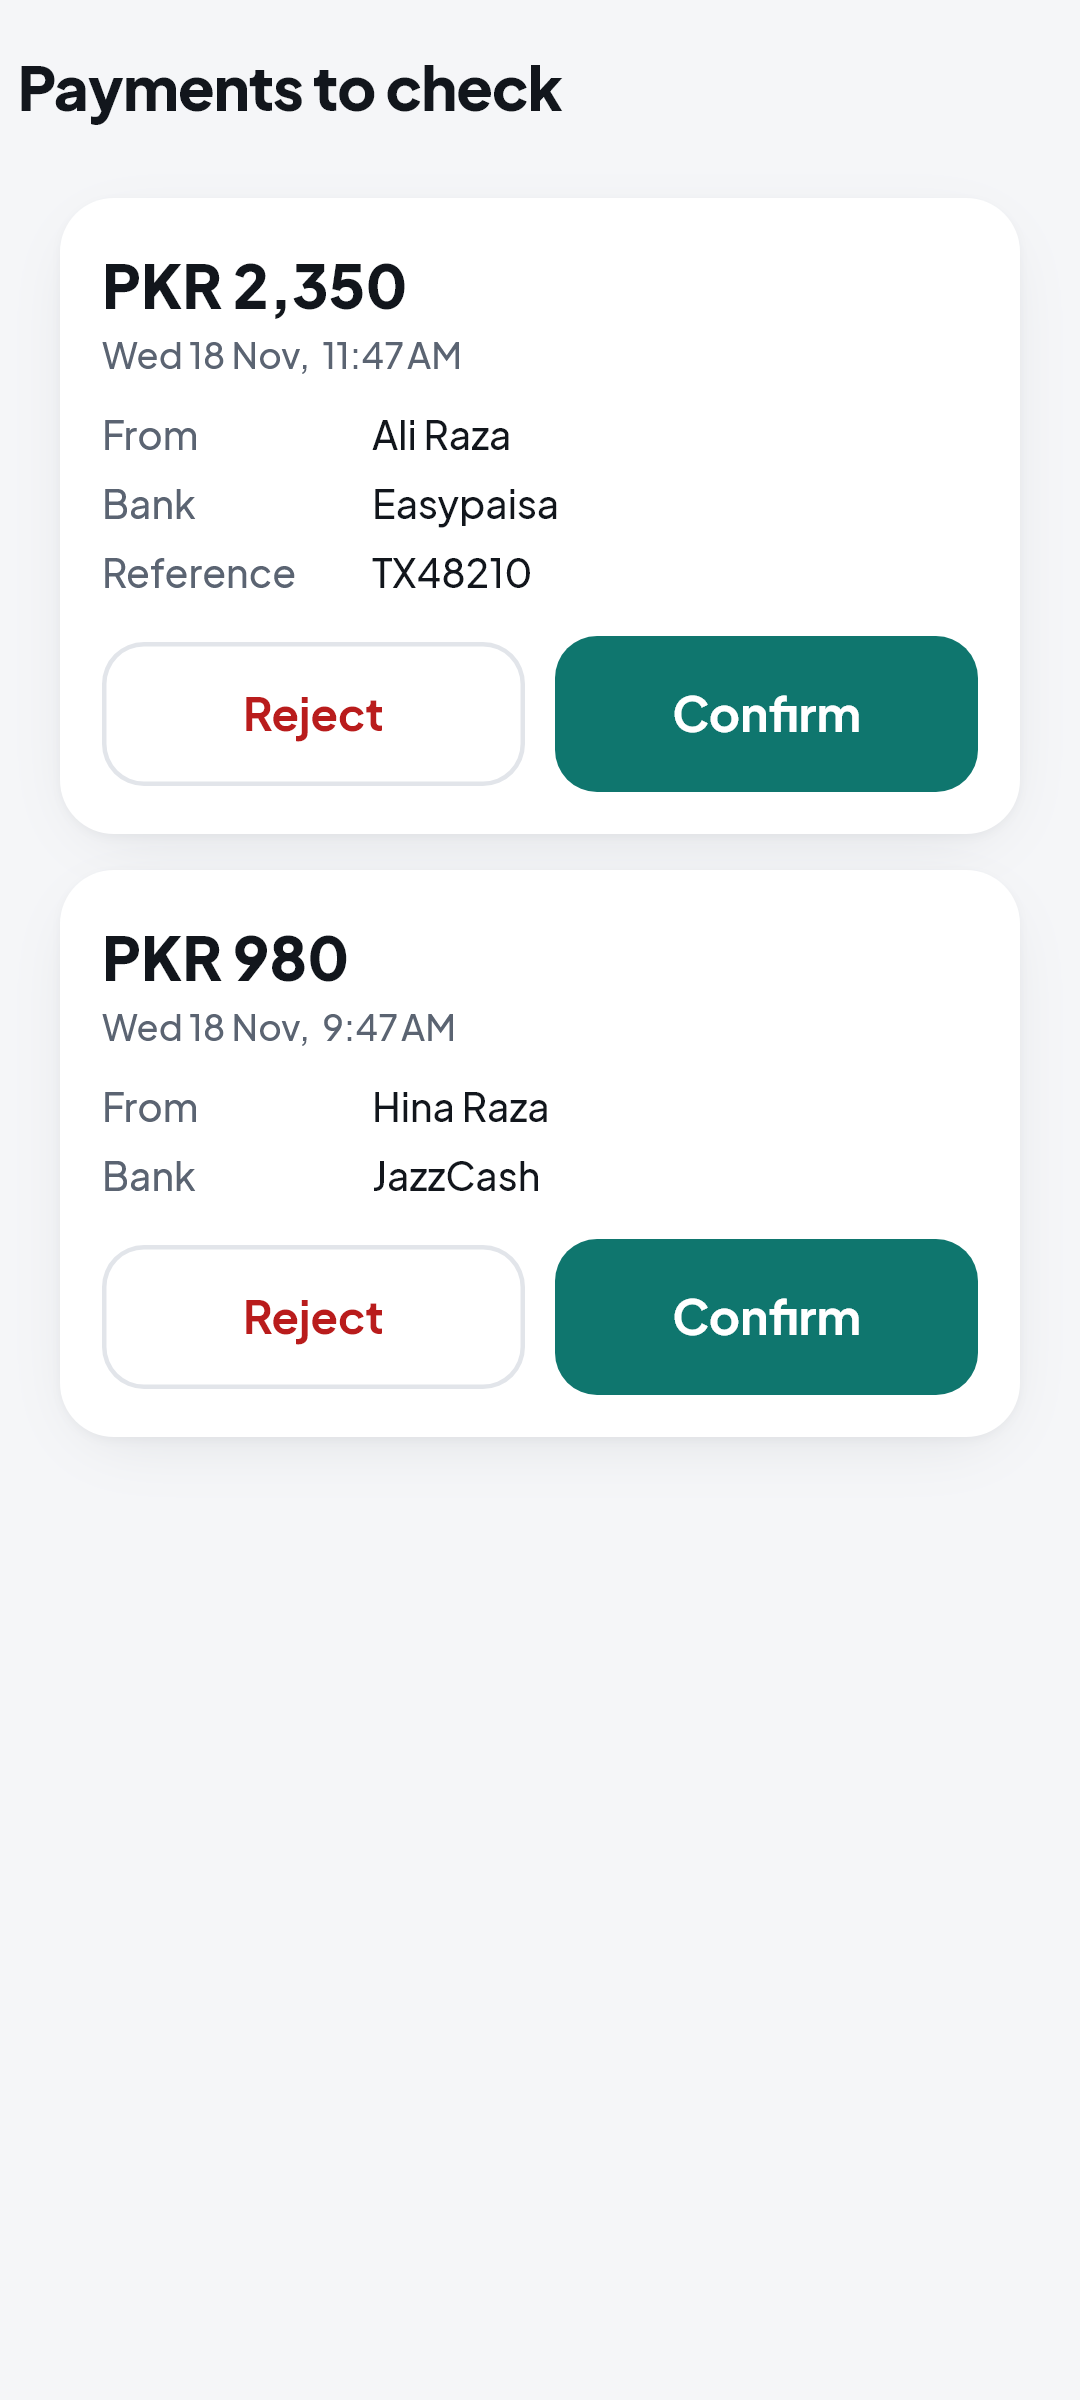 Payments to check
PKR 2,350
Wed 18 Nov, 11:47 AM
From Ali Raza
Bank Easypaisa
Reference TX48210
Reject Confirm
PKR 980
Wed 18 Nov, 9:47 AM
From Hina Raza
Bank JazzCash
Reject Confirm